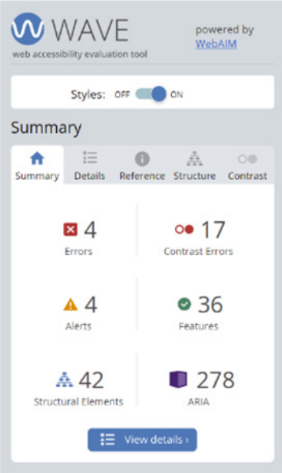 WAVE
web accessibility evaluation tool
powered by
WebAIM
Styles: OFF ON
Summary
Summary Details Reference Structure Contrast
4 17
Errors Contrast Errors
4 36
Alerts Features
42 278
Structural Elements ARIA
View details ›